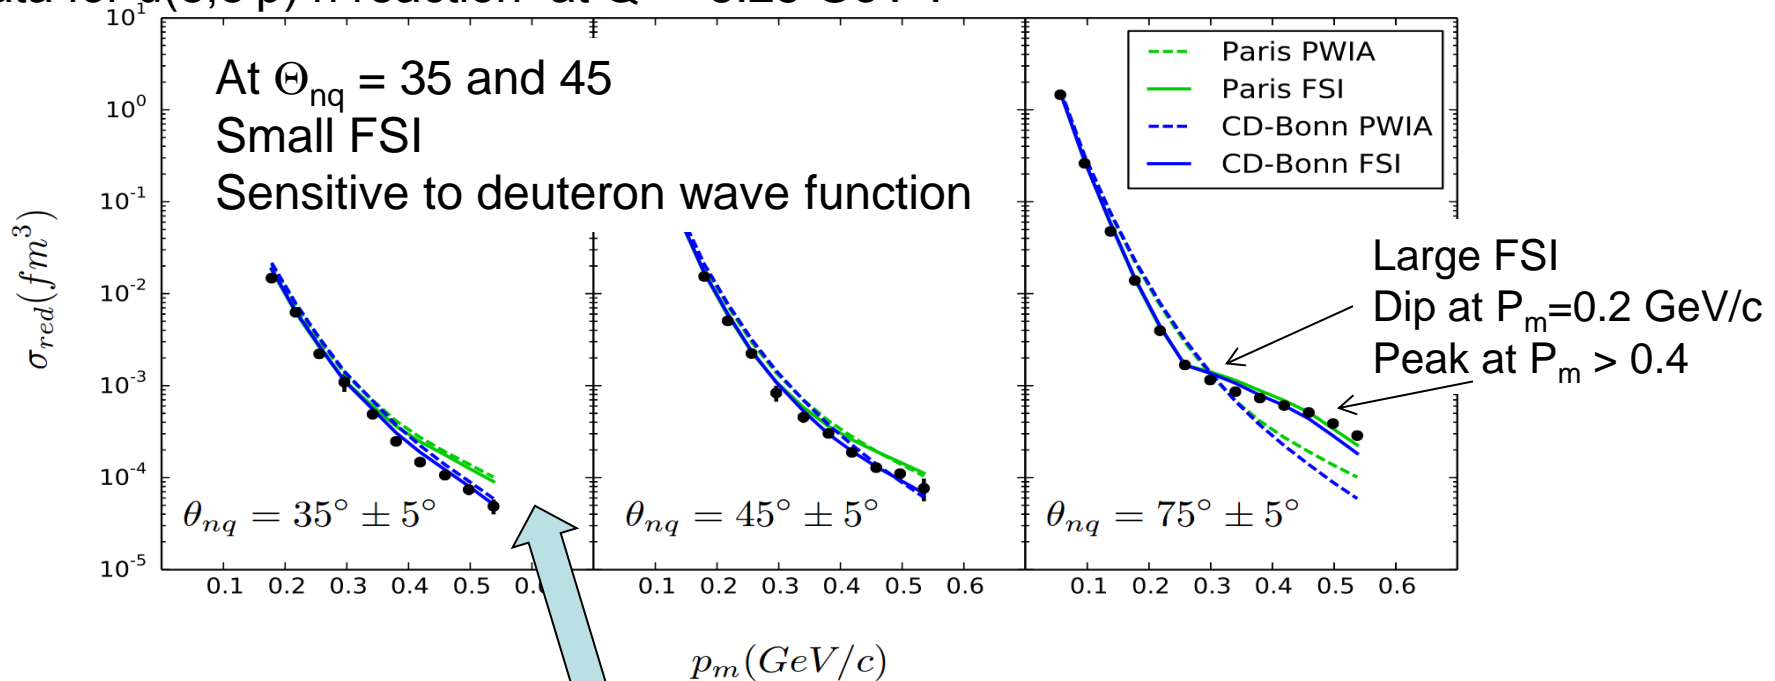 At Θnq = 35 and 45
Small FSI
Sensitive to deuteron wave function
Paris PWIA
Paris FSI
CD-Bonn PWIA
CD-Bonn FSI
Large FSI
Dip at Pm=0.2 GeV/c
Peak at Pm > 0.4
σred(fm³)
10¹
10⁰
10⁻¹
10⁻²
10⁻³
10⁻⁴
10⁻⁵
θnq = 35° ± 5°
θnq = 45° ± 5°
θnq = 75° ± 5°
0.1 0.2 0.3 0.4 0.5 0.1 0.2 0.3 0.4 0.5 0.6 0.1 0.2 0.3 0.4 0.5 0.6
pm(GeV/c)